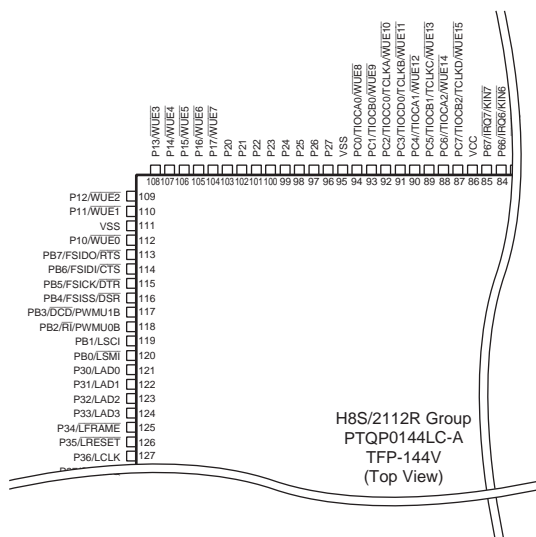 P13/WUE3
P14/WUE4
P15/WUE5
P16/WUE6
P17/WUE7
P20
P21
P22
P23
P24
P25
P26
P27
VSS
PC0/TIOCA0/WUE8
PC1/TIOCB0/WUE9
PC2/TIOCC0/TCLKA/WUE10
PC3/TIOCD0/TCLKB/WUE11
PC4//TIOCA1/WUE12
PC5/TIOCB1/TCLKC/WUE13
PC6//TIOCA2/WUE14
PC7/TIOCB2/TCLKD/WUE15
VCC
P67/IRQ7/KIN7
P66/IRQ6/KIN6
108 107 106 105 104 103 102 101 100 99 98 97 96 95 94 93 92 91 90 89 88 87 86 85 84
P12/WUE2 109
P11/WUE1 110
VSS 111
P10/WUE0 112
PB7/FSIDO/RTS 113
PB6/FSIDI/CTS 114
PB5/FSICK/DTR 115
PB4/FSISS/DSR 116
PB3/DCD/PWMU1B 117
PB2/RI/PWMU0B 118
PB1/LSCI 119
PB0/LSMI 120
P30/LAD0 121
P31/LAD1 122
P32/LAD2 123
P33/LAD3 124
P34/LFRAME 125
P35/LRESET 126
P36/LCLK 127
H8S/2112R Group
PTQP0144LC-A
TFP-144V
(Top View)